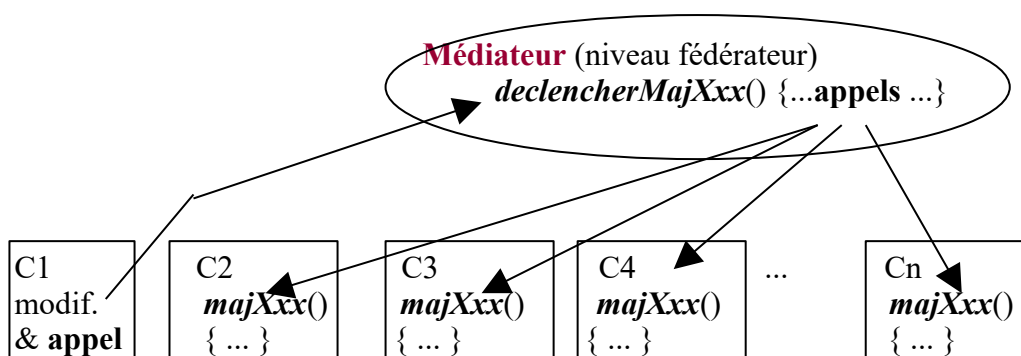 Médiateur (niveau fédérateur)
declencherMajXxx() {...appels ...}
C1
modif.
& appel
C2
majXxx()
{ ... }
C3
majXxx()
{ ... }
C4
majXxx()
{ ... }
...
Cn
majXxx()
{ ... }